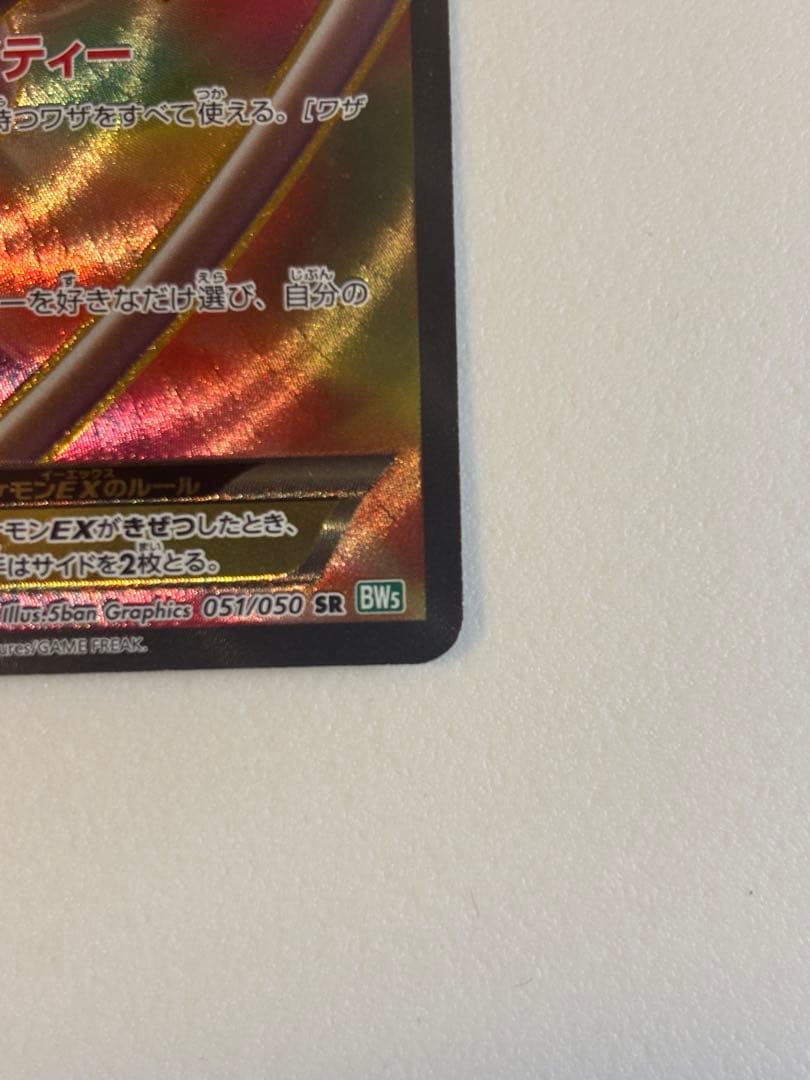 ティー
持つワザをすべて使える。[ワザ
ーを好きなだけ選び、自分の
ケモンEXのルール
ケモンEXがきぜつしたとき、
手はサイドを2枚とる。
Illus.5ban Graphics 051/050 SR BW5
ures/GAME FREAK.